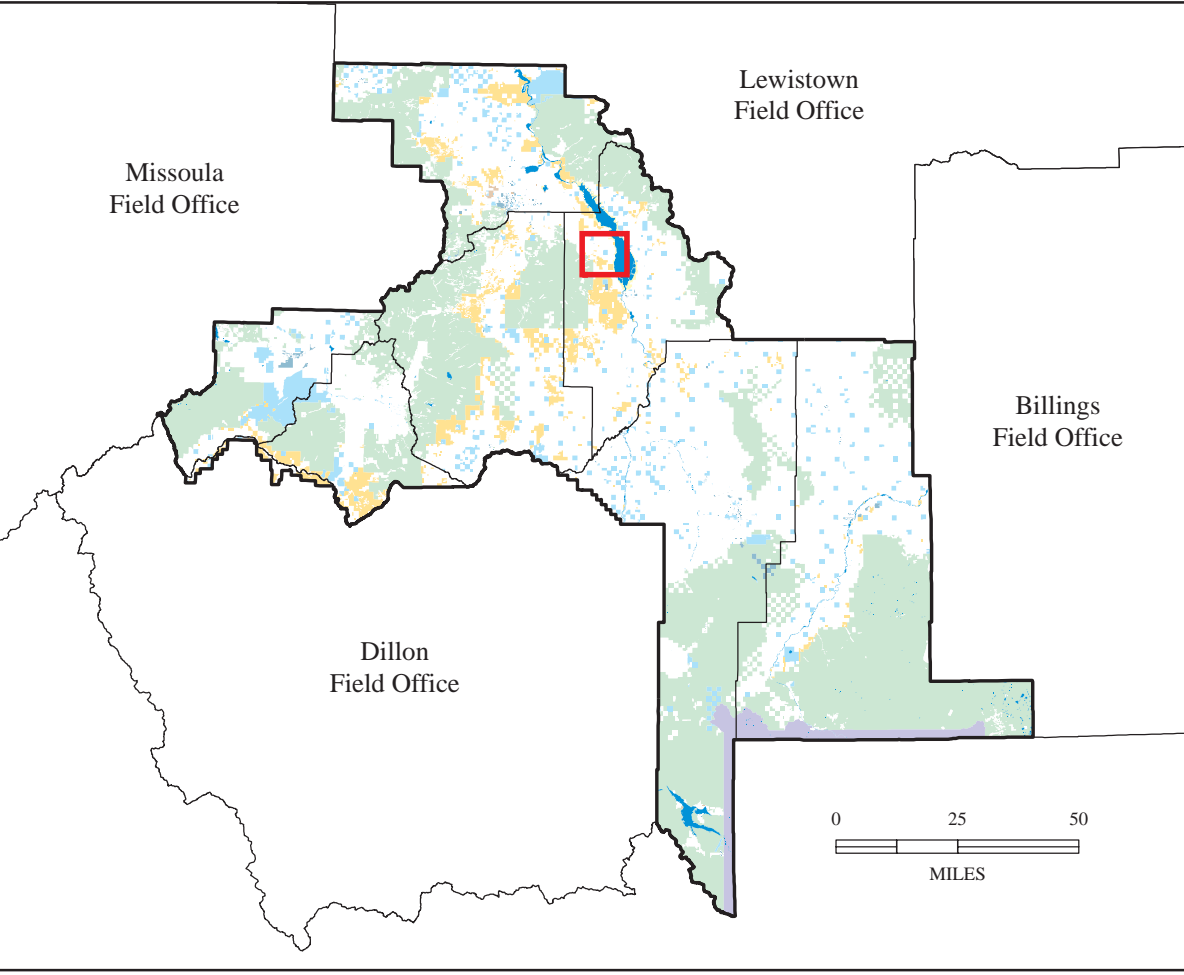 Lewistown
Field Office
Missoula
Field Office
Billings
Field Office
Dillon
Field Office
0 25 50
MILES